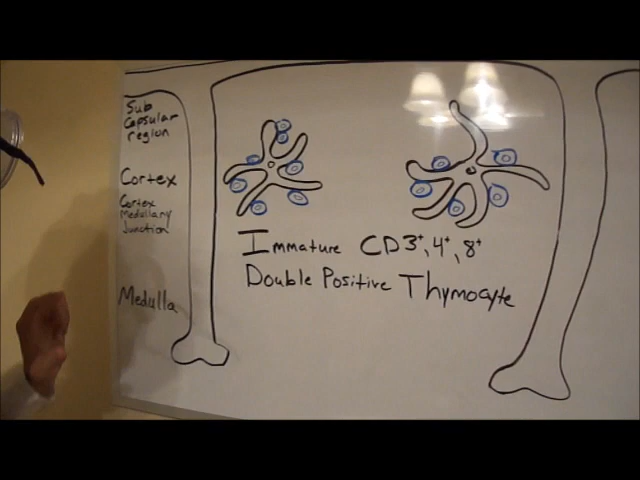 Sub
Capsular
region
Cortex
Cortex
Medullary
Junction
Medulla
Immature CD3⁺, 4⁺, 8⁺
Double Positive Thymocyte